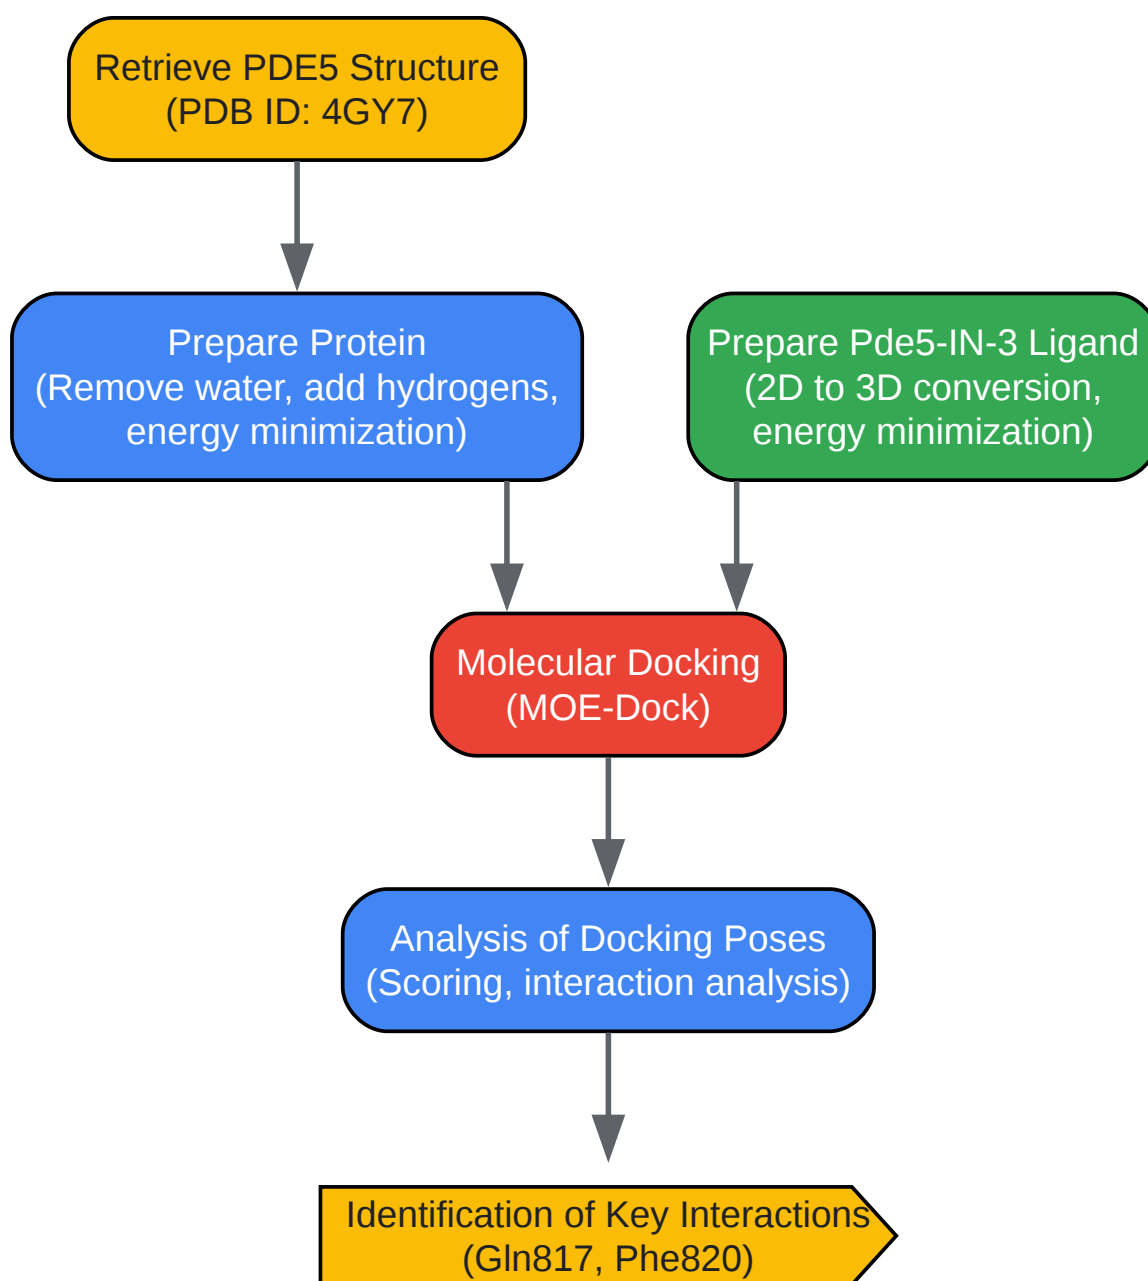 Retrieve PDE5 Structure
(PDB ID: 4GY7)
Prepare Protein
(Remove water, add hydrogens,
energy minimization)
Prepare Pde5-IN-3 Ligand
(2D to 3D conversion,
energy minimization)
Molecular Docking
(MOE-Dock)
Analysis of Docking Poses
(Scoring, interaction analysis)
Identification of Key Interactions
(Gln817, Phe820)